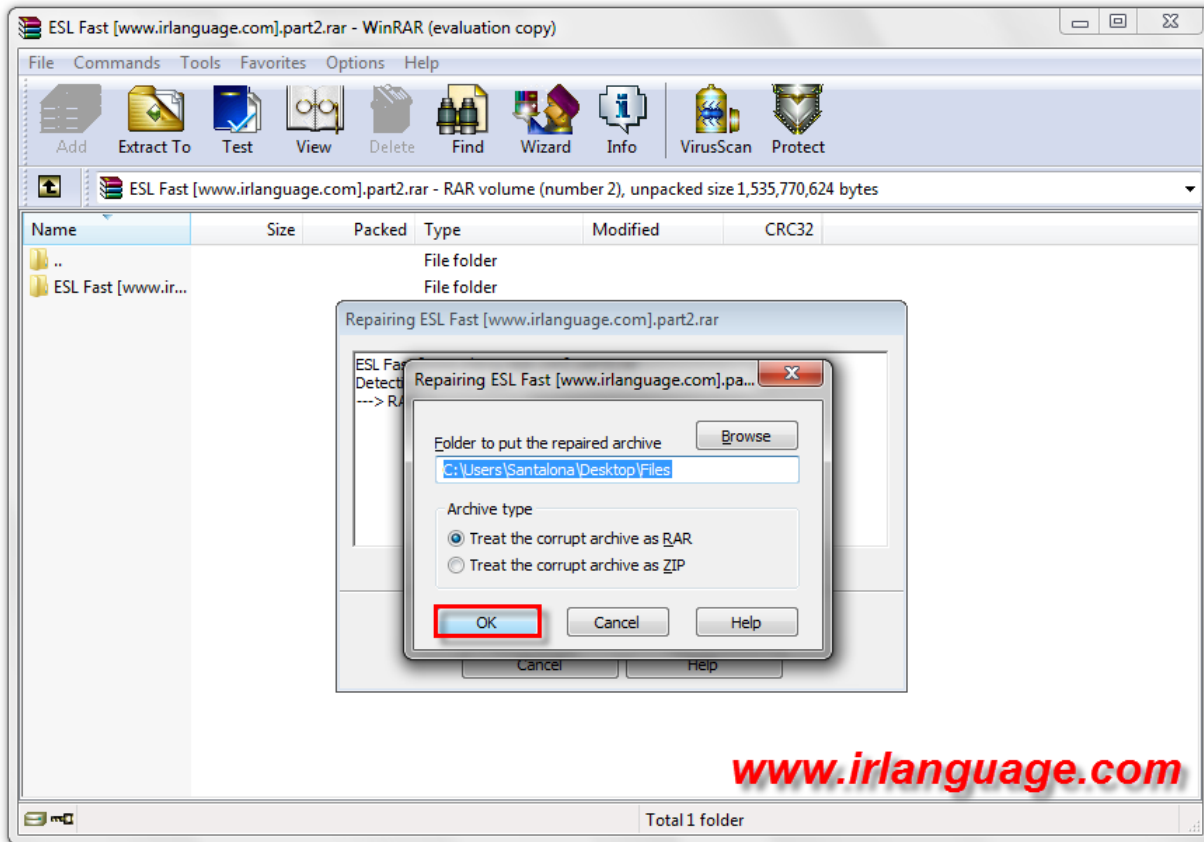 ESL Fast [www.irlanguage.com].part2.rar - WinRAR (evaluation copy)
File Commands Tools Favorites Options Help
Add Extract To Test View Delete Find Wizard Info VirusScan Protect
ESL Fast [www.irlanguage.com].part2.rar - RAR volume (number 2), unpacked size 1,535,770,624 bytes
Name Size Packed Type Modified CRC32
.. File folder
ESL Fast [www.ir... File folder
Repairing ESL Fast [www.irlanguage.com].part2.rar
ESL Fas
Detecti
---> RA
Repairing ESL Fast [www.irlanguage.com].pa...
Folder to put the repaired archive Browse
C:\Users\Santalona\Desktop\Files
Archive type
Treat the corrupt archive as RAR
Treat the corrupt archive as ZIP
OK Cancel Help
Cancel Help
www.irlanguage.com
Total 1 folder